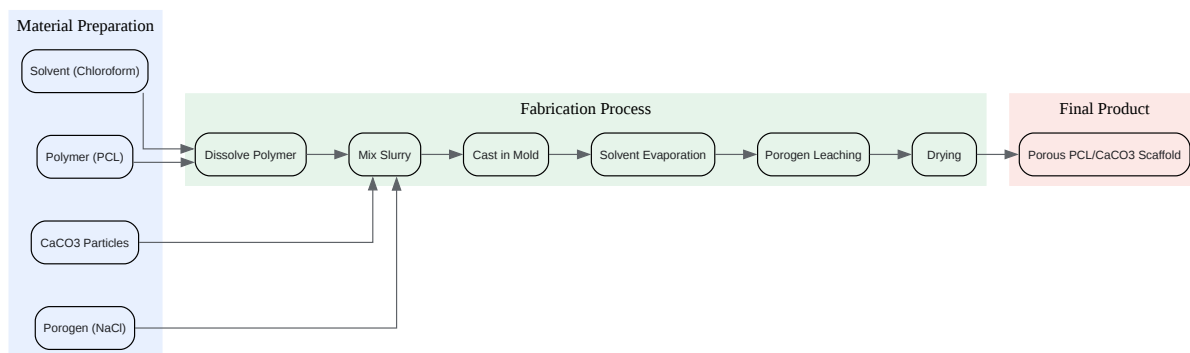 Material Preparation
Solvent (Chloroform)
Polymer (PCL)
CaCO3 Particles
Porogen (NaCl)
Fabrication Process
Dissolve Polymer
Mix Slurry
Cast in Mold
Solvent Evaporation
Porogen Leaching
Drying
Final Product
Porous PCL/CaCO3 Scaffold